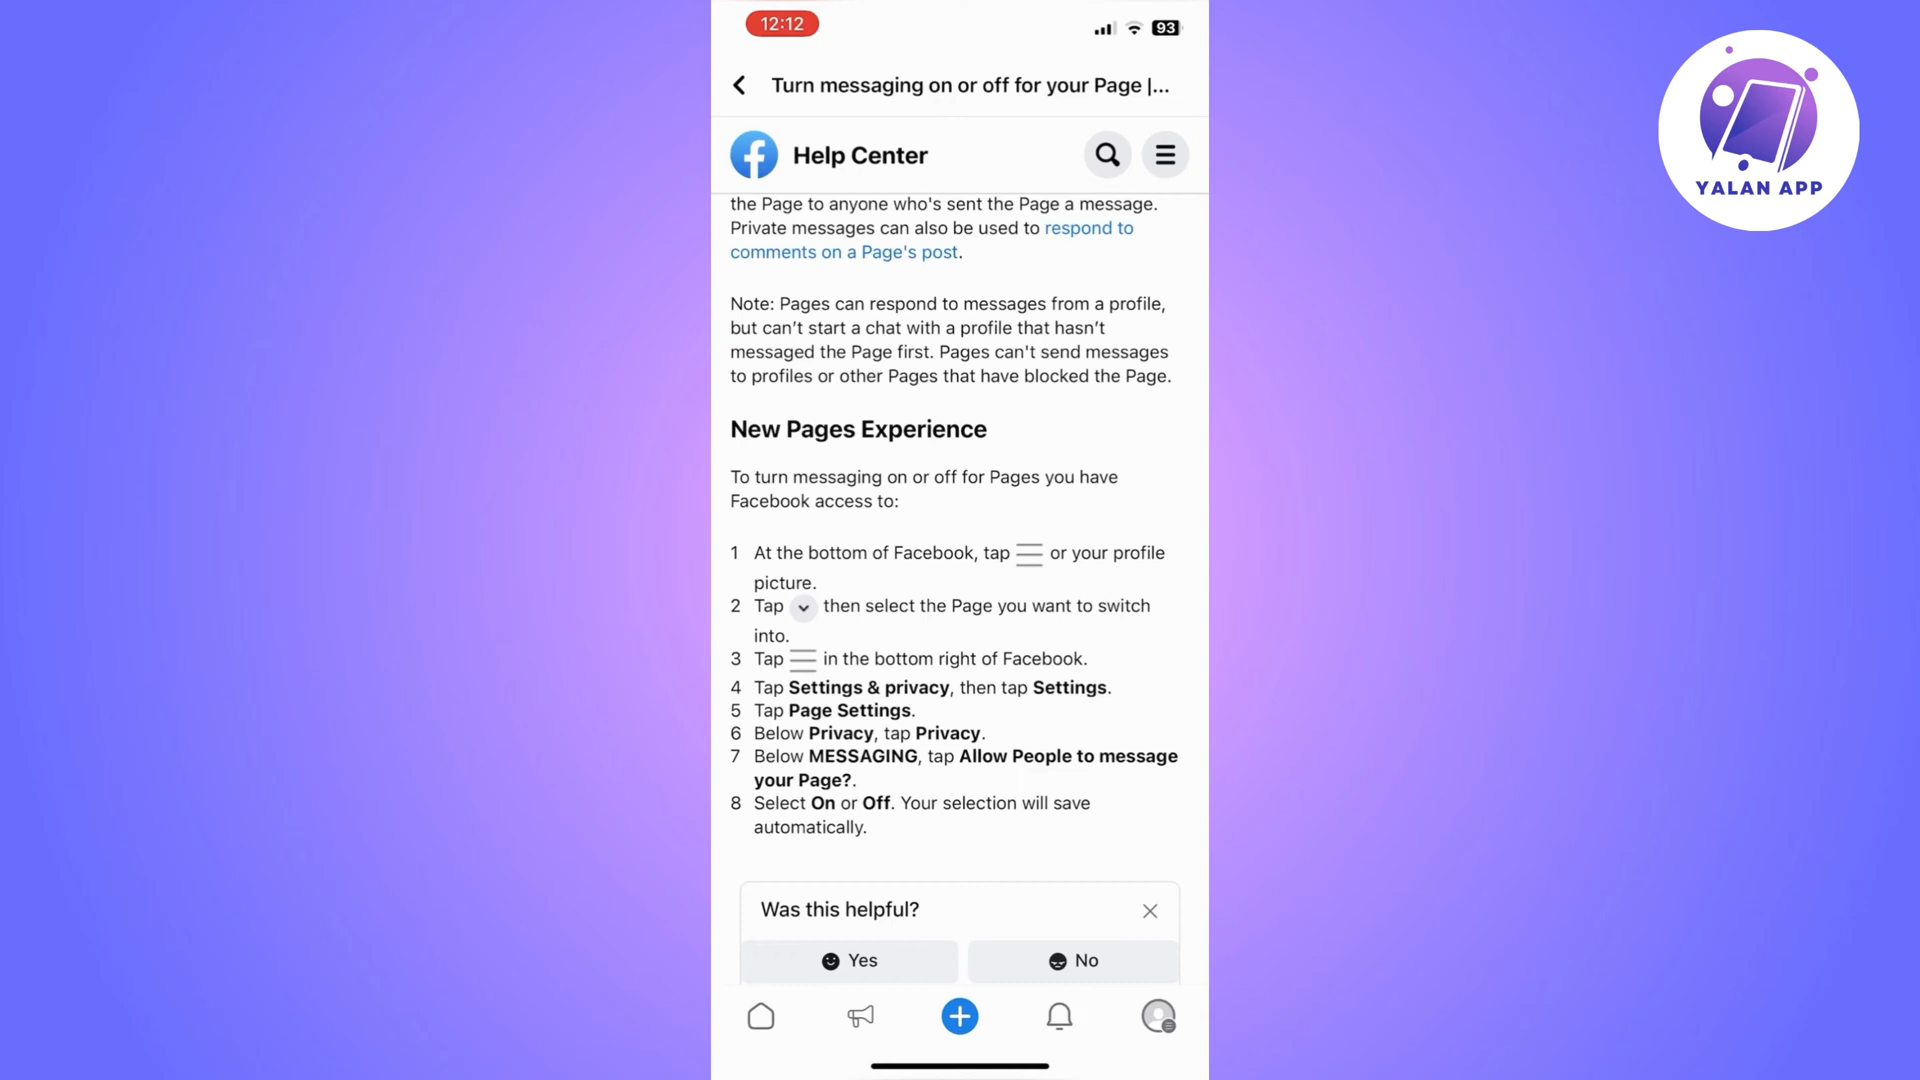 12:12
93
Turn messaging on or off for your Page |...
Help Center
YALAN APP
the Page to anyone who's sent the Page a message.
Private messages can also be used to respond to
comments on a Page's post.
Note: Pages can respond to messages from a profile,
but can’t start a chat with a profile that hasn’t
messaged the Page first. Pages can't send messages
to profiles or other Pages that have blocked the Page.
New Pages Experience
To turn messaging on or off for Pages you have
Facebook access to:
1 At the bottom of Facebook, tap or your profile
picture.
2 Tap then select the Page you want to switch
into.
3 Tap in the bottom right of Facebook.
4 Tap Settings & privacy, then tap Settings.
5 Tap Page Settings.
6 Below Privacy, tap Privacy.
7 Below MESSAGING, tap Allow People to message
your Page?.
8 Select On or Off. Your selection will save
automatically.
Was this helpful?
Yes
No